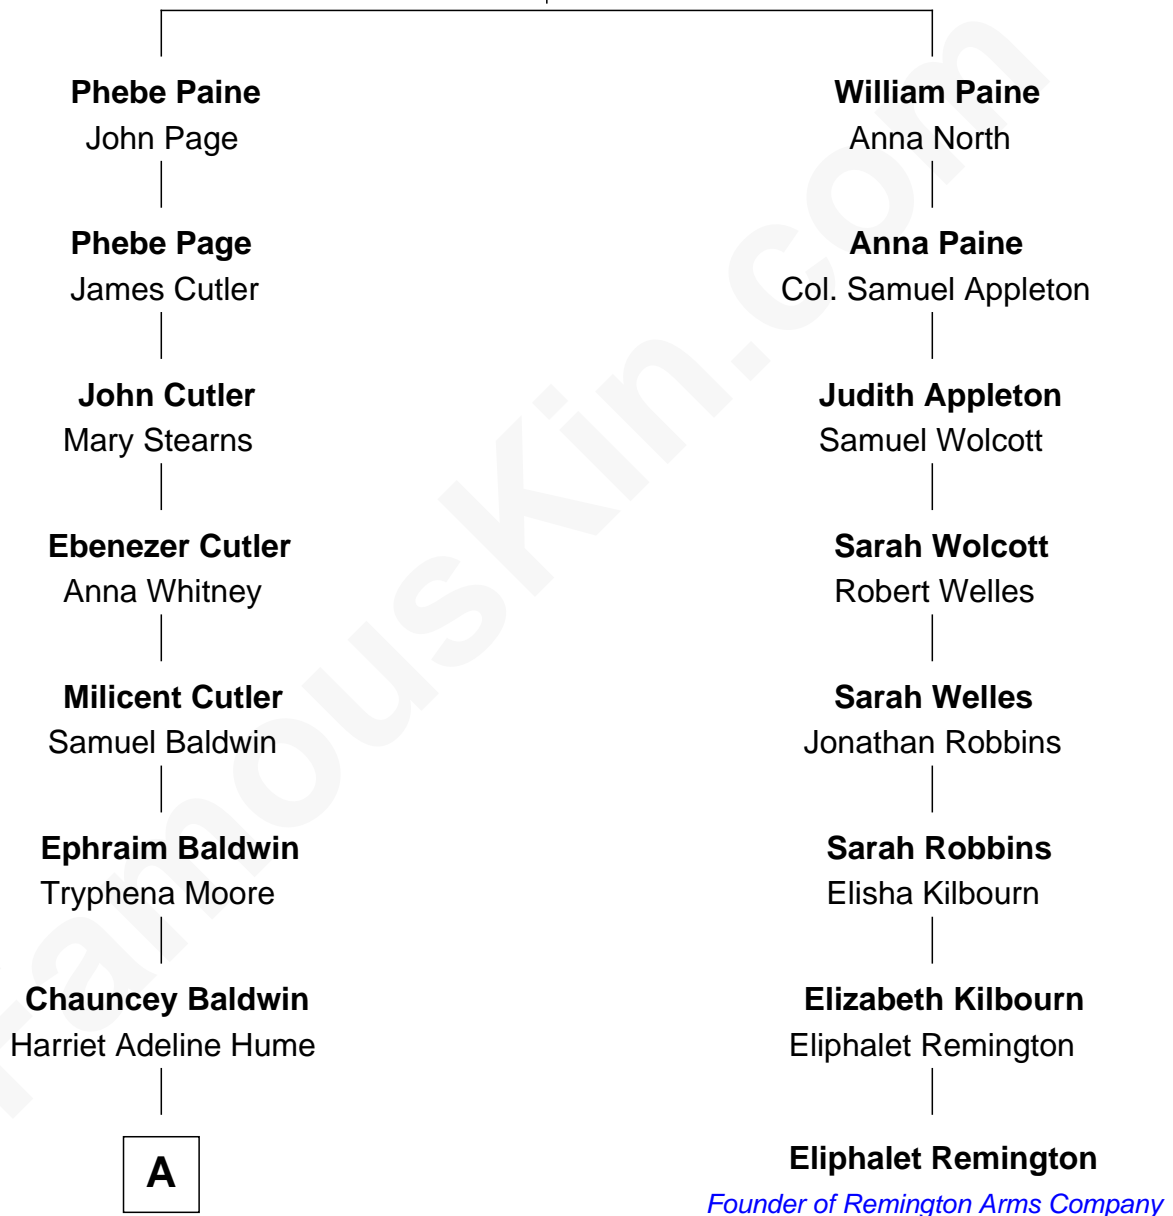 Phebe Paine
John Page
Phebe Page
James Cutler
John Cutler
Mary Stearns
Ebenezer Cutler
Anna Whitney
Milicent Cutler
Samuel Baldwin
Ephraim Baldwin
Tryphena Moore
Chauncey Baldwin
Harriet Adeline Hume
A
William Paine
Anna North
Anna Paine
Col. Samuel Appleton
Judith Appleton
Samuel Wolcott
Sarah Wolcott
Robert Welles
Sarah Welles
Jonathan Robbins
Sarah Robbins
Elisha Kilbourn
Elizabeth Kilbourn
Eliphalet Remington
Eliphalet Remington
Founder of Remington Arms Company
FamousKin.com